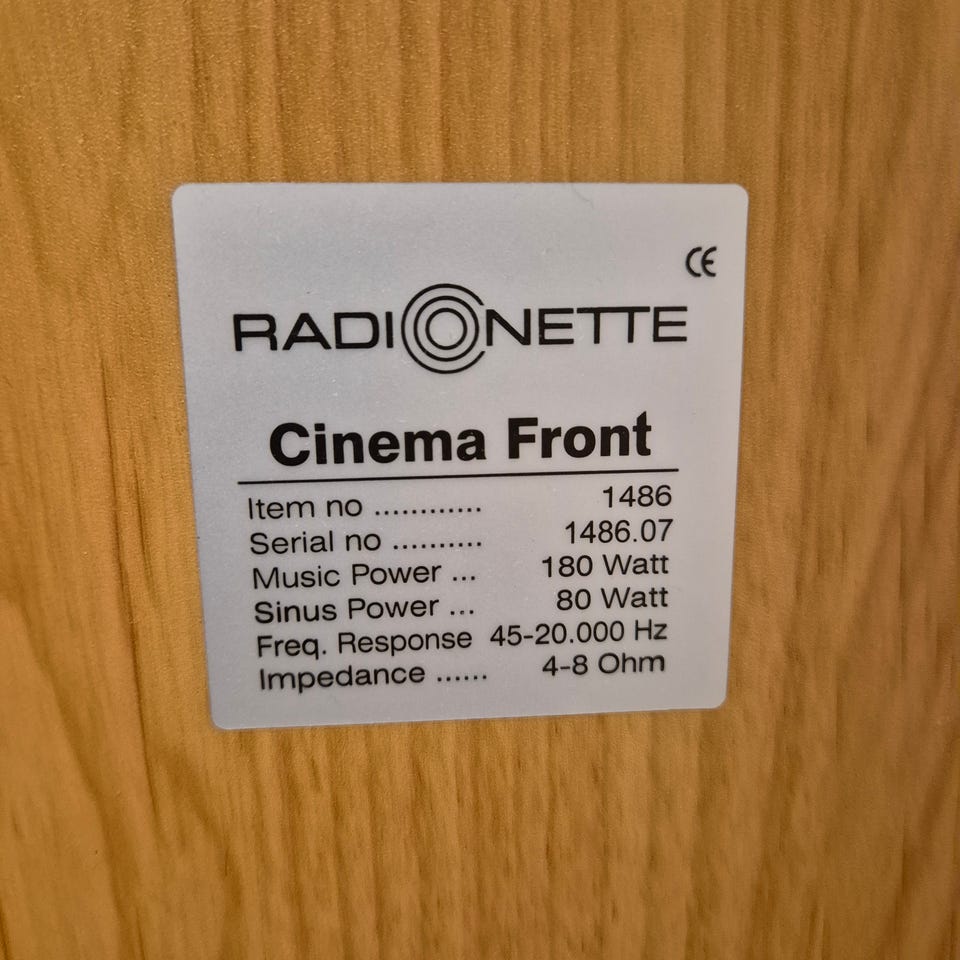 CE
RADIONETTE
Cinema Front
Item no ............ 1486
Serial no .......... 1486.07
Music Power ... 180 Watt
Sinus Power ... 80 Watt
Freq. Response 45-20.000 Hz
Impedance ...... 4-8 Ohm